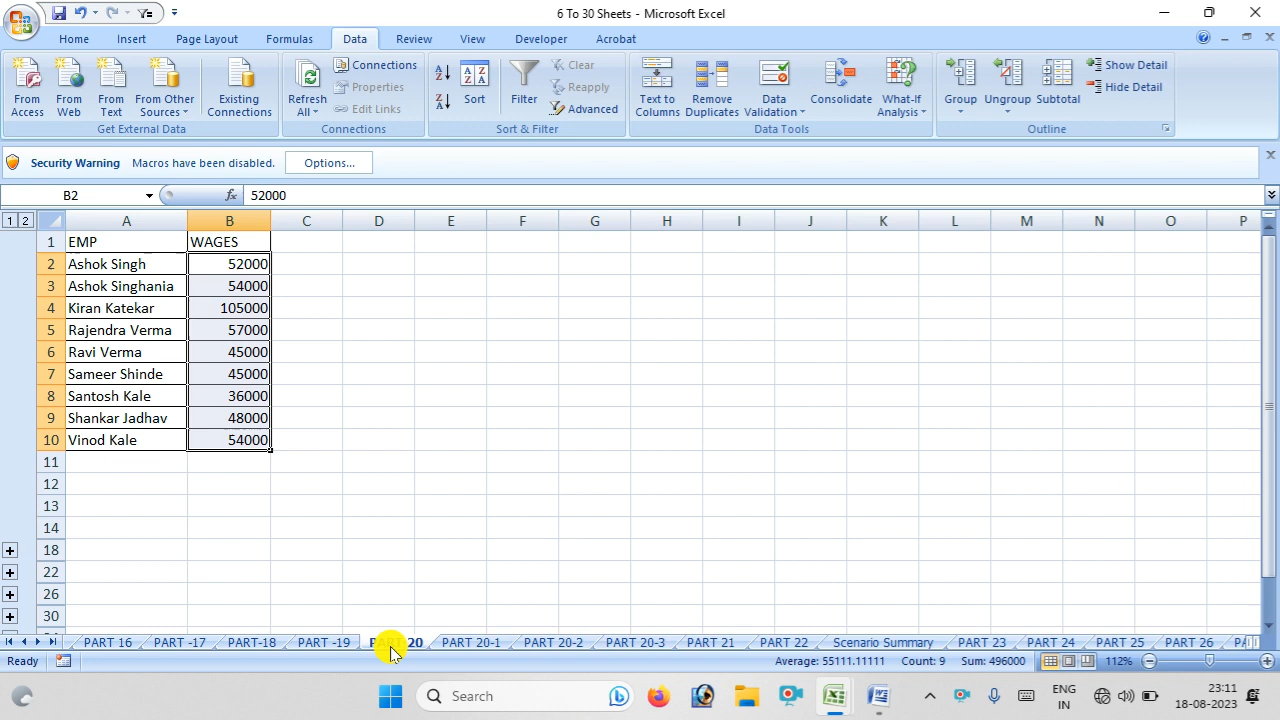 6 To 30 Sheets - Microsoft Excel
Home Insert Page Layout Formulas Data Review View Developer Acrobat
From Access
From Web
From Text
From Other Sources
Existing Connections
Get External Data
Refresh All
Connections
Properties
Edit Links
Connections
Sort
Filter
Clear
Reapply
Advanced
Sort & Filter
Text to Columns
Remove Duplicates
Data Validation
Consolidate
What-If Analysis
Data Tools
Group
Ungroup
Subtotal
Show Detail
Hide Detail
Outline
Security Warning Macros have been disabled. Options...
B2 fx 52000
1 2 A B C D E F G H I J K L M N O P
1 EMP WAGES
2 Ashok Singh 52000
3 Ashok Singhania 54000
4 Kiran Katekar 105000
5 Rajendra Verma 57000
6 Ravi Verma 45000
7 Sameer Shinde 45000
8 Santosh Kale 36000
9 Shankar Jadhav 48000
10 Vinod Kale 54000
11
12
13
14
18
22
26
30
PART 16 PART -17 PART-18 PART -19 PART 20 PART 20-1 PART 20-2 PART 20-3 PART 21 PART 22 Scenario Summary PART 23 PART 24 PART 25 PART 26
Ready Average: 55111.11111 Count: 9 Sum: 496000 112%
Search ENG IN 23:11 18-08-2023